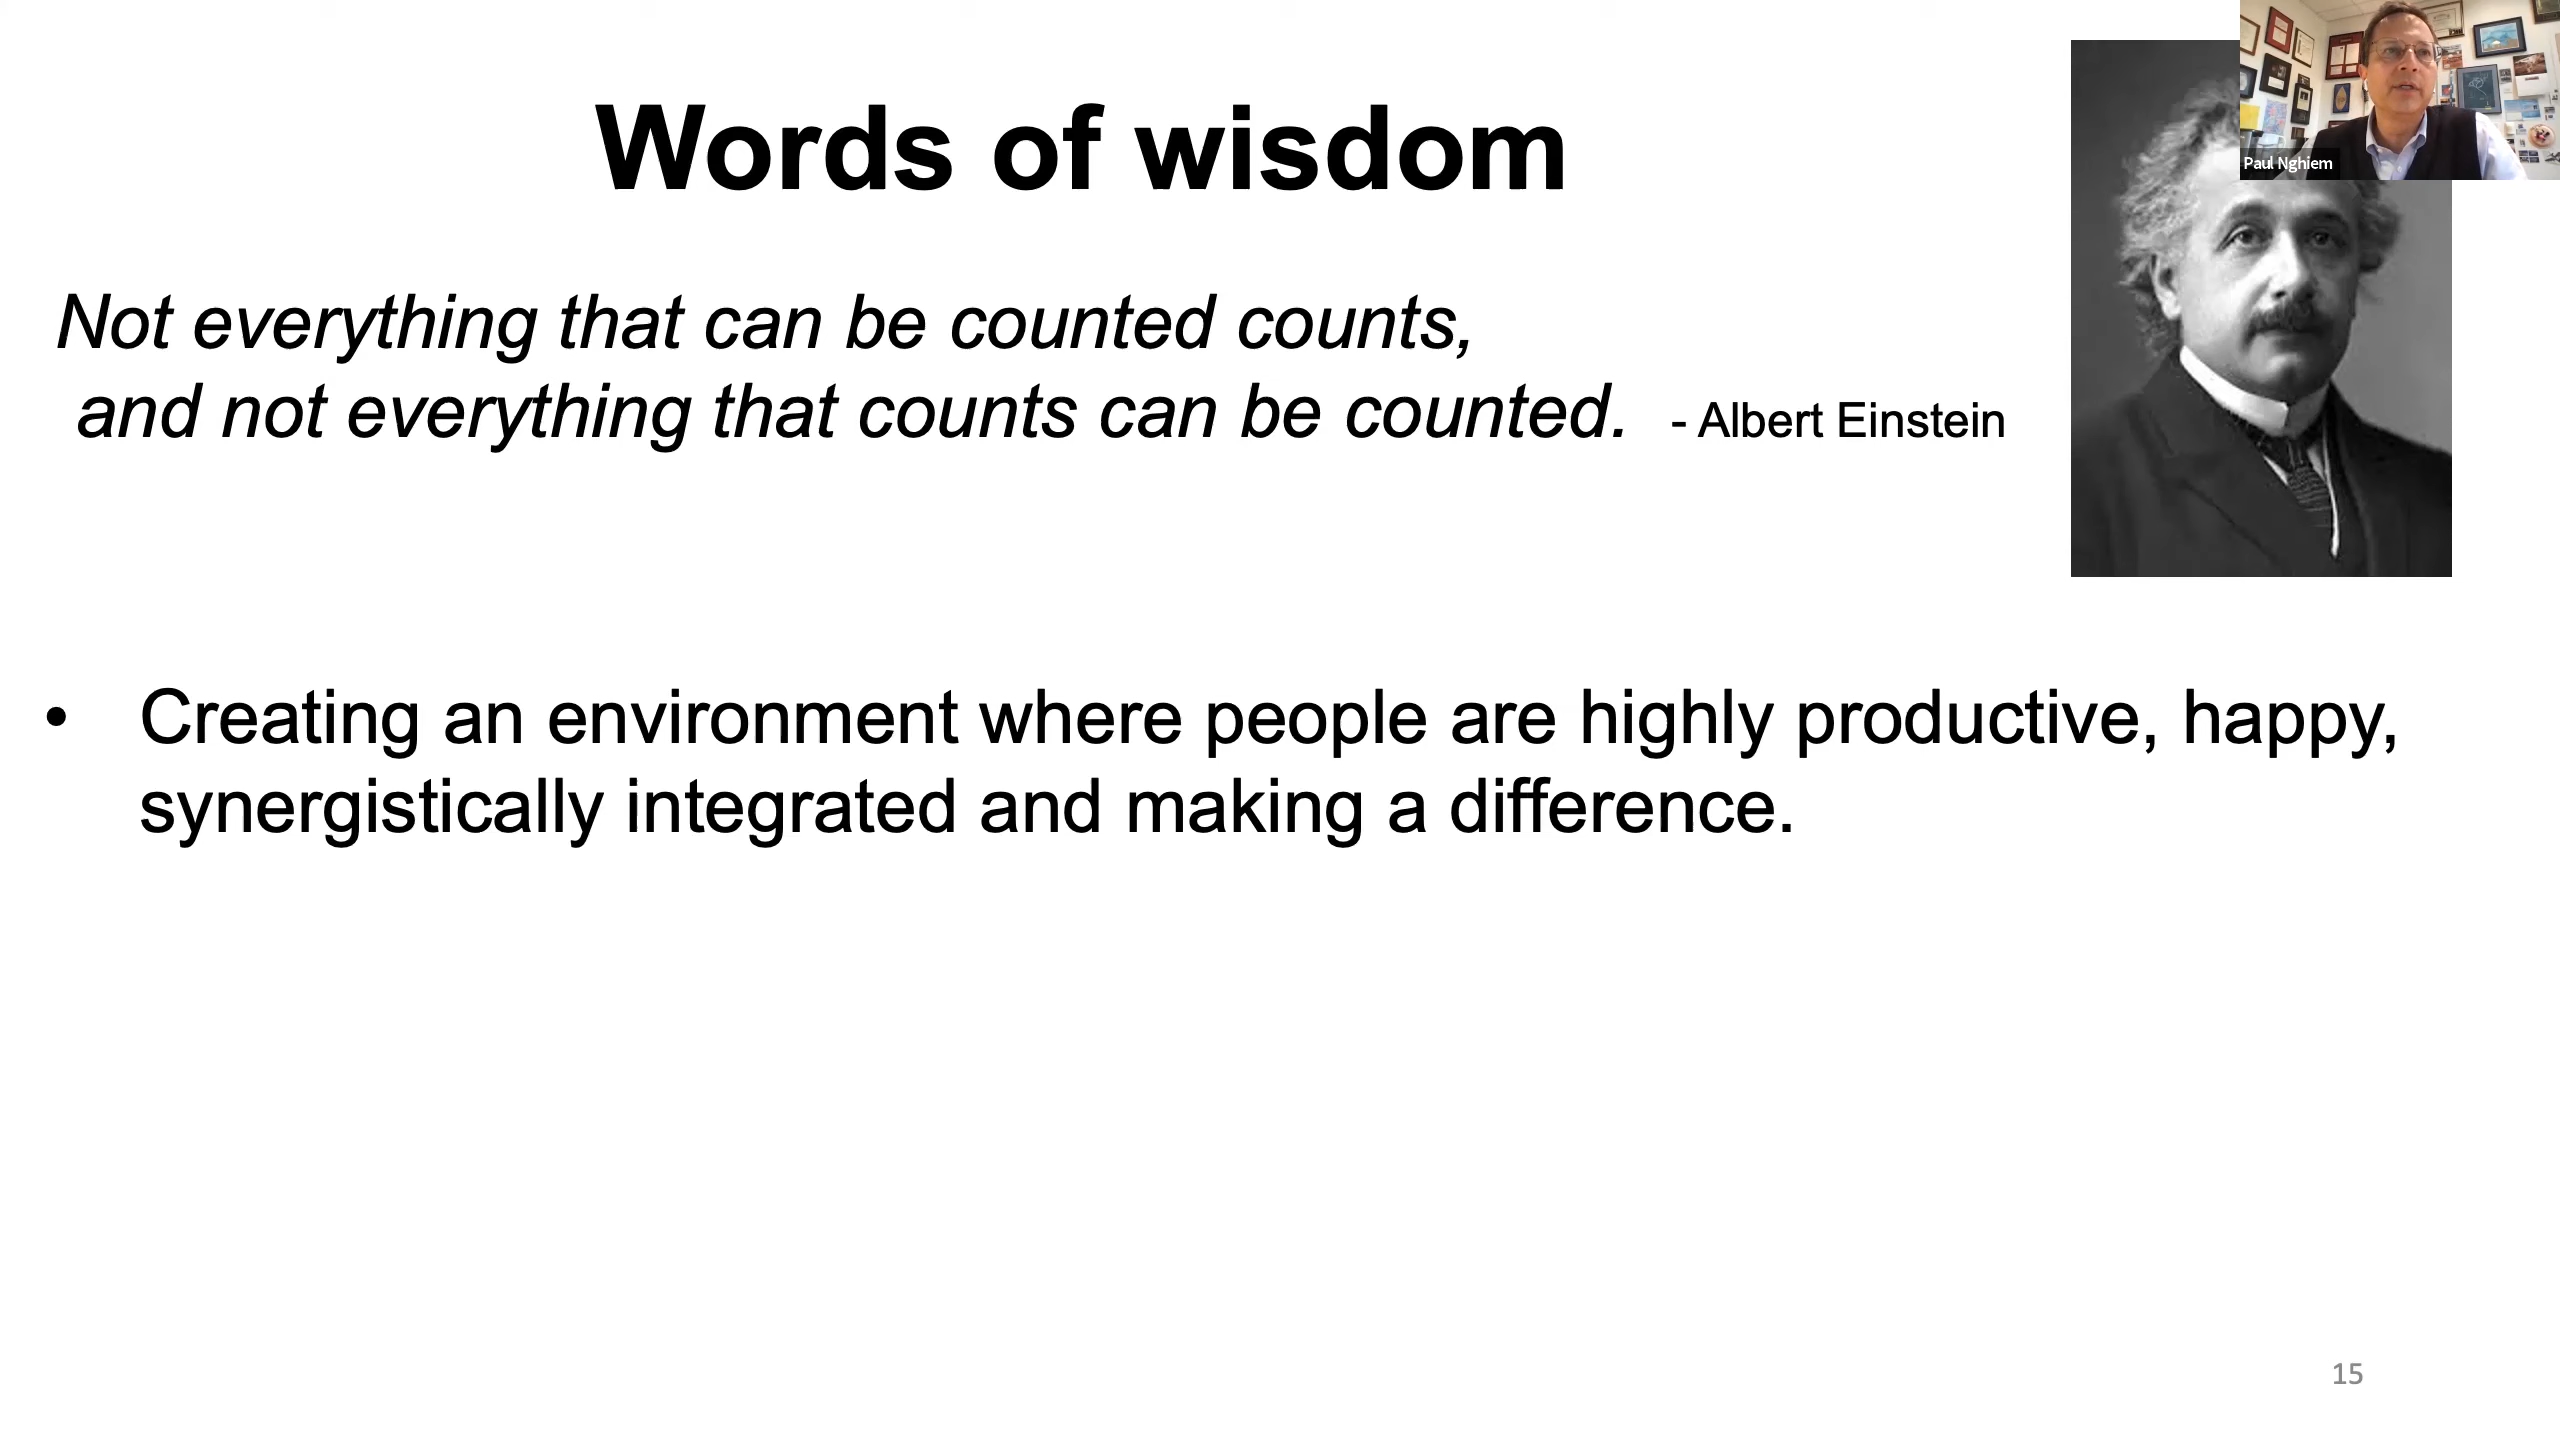 Words of wisdom
Paul Nghiem
Not everything that can be counted counts,
and not everything that counts can be counted. - Albert Einstein
• Creating an environment where people are highly productive, happy,
synergistically integrated and making a difference.
15